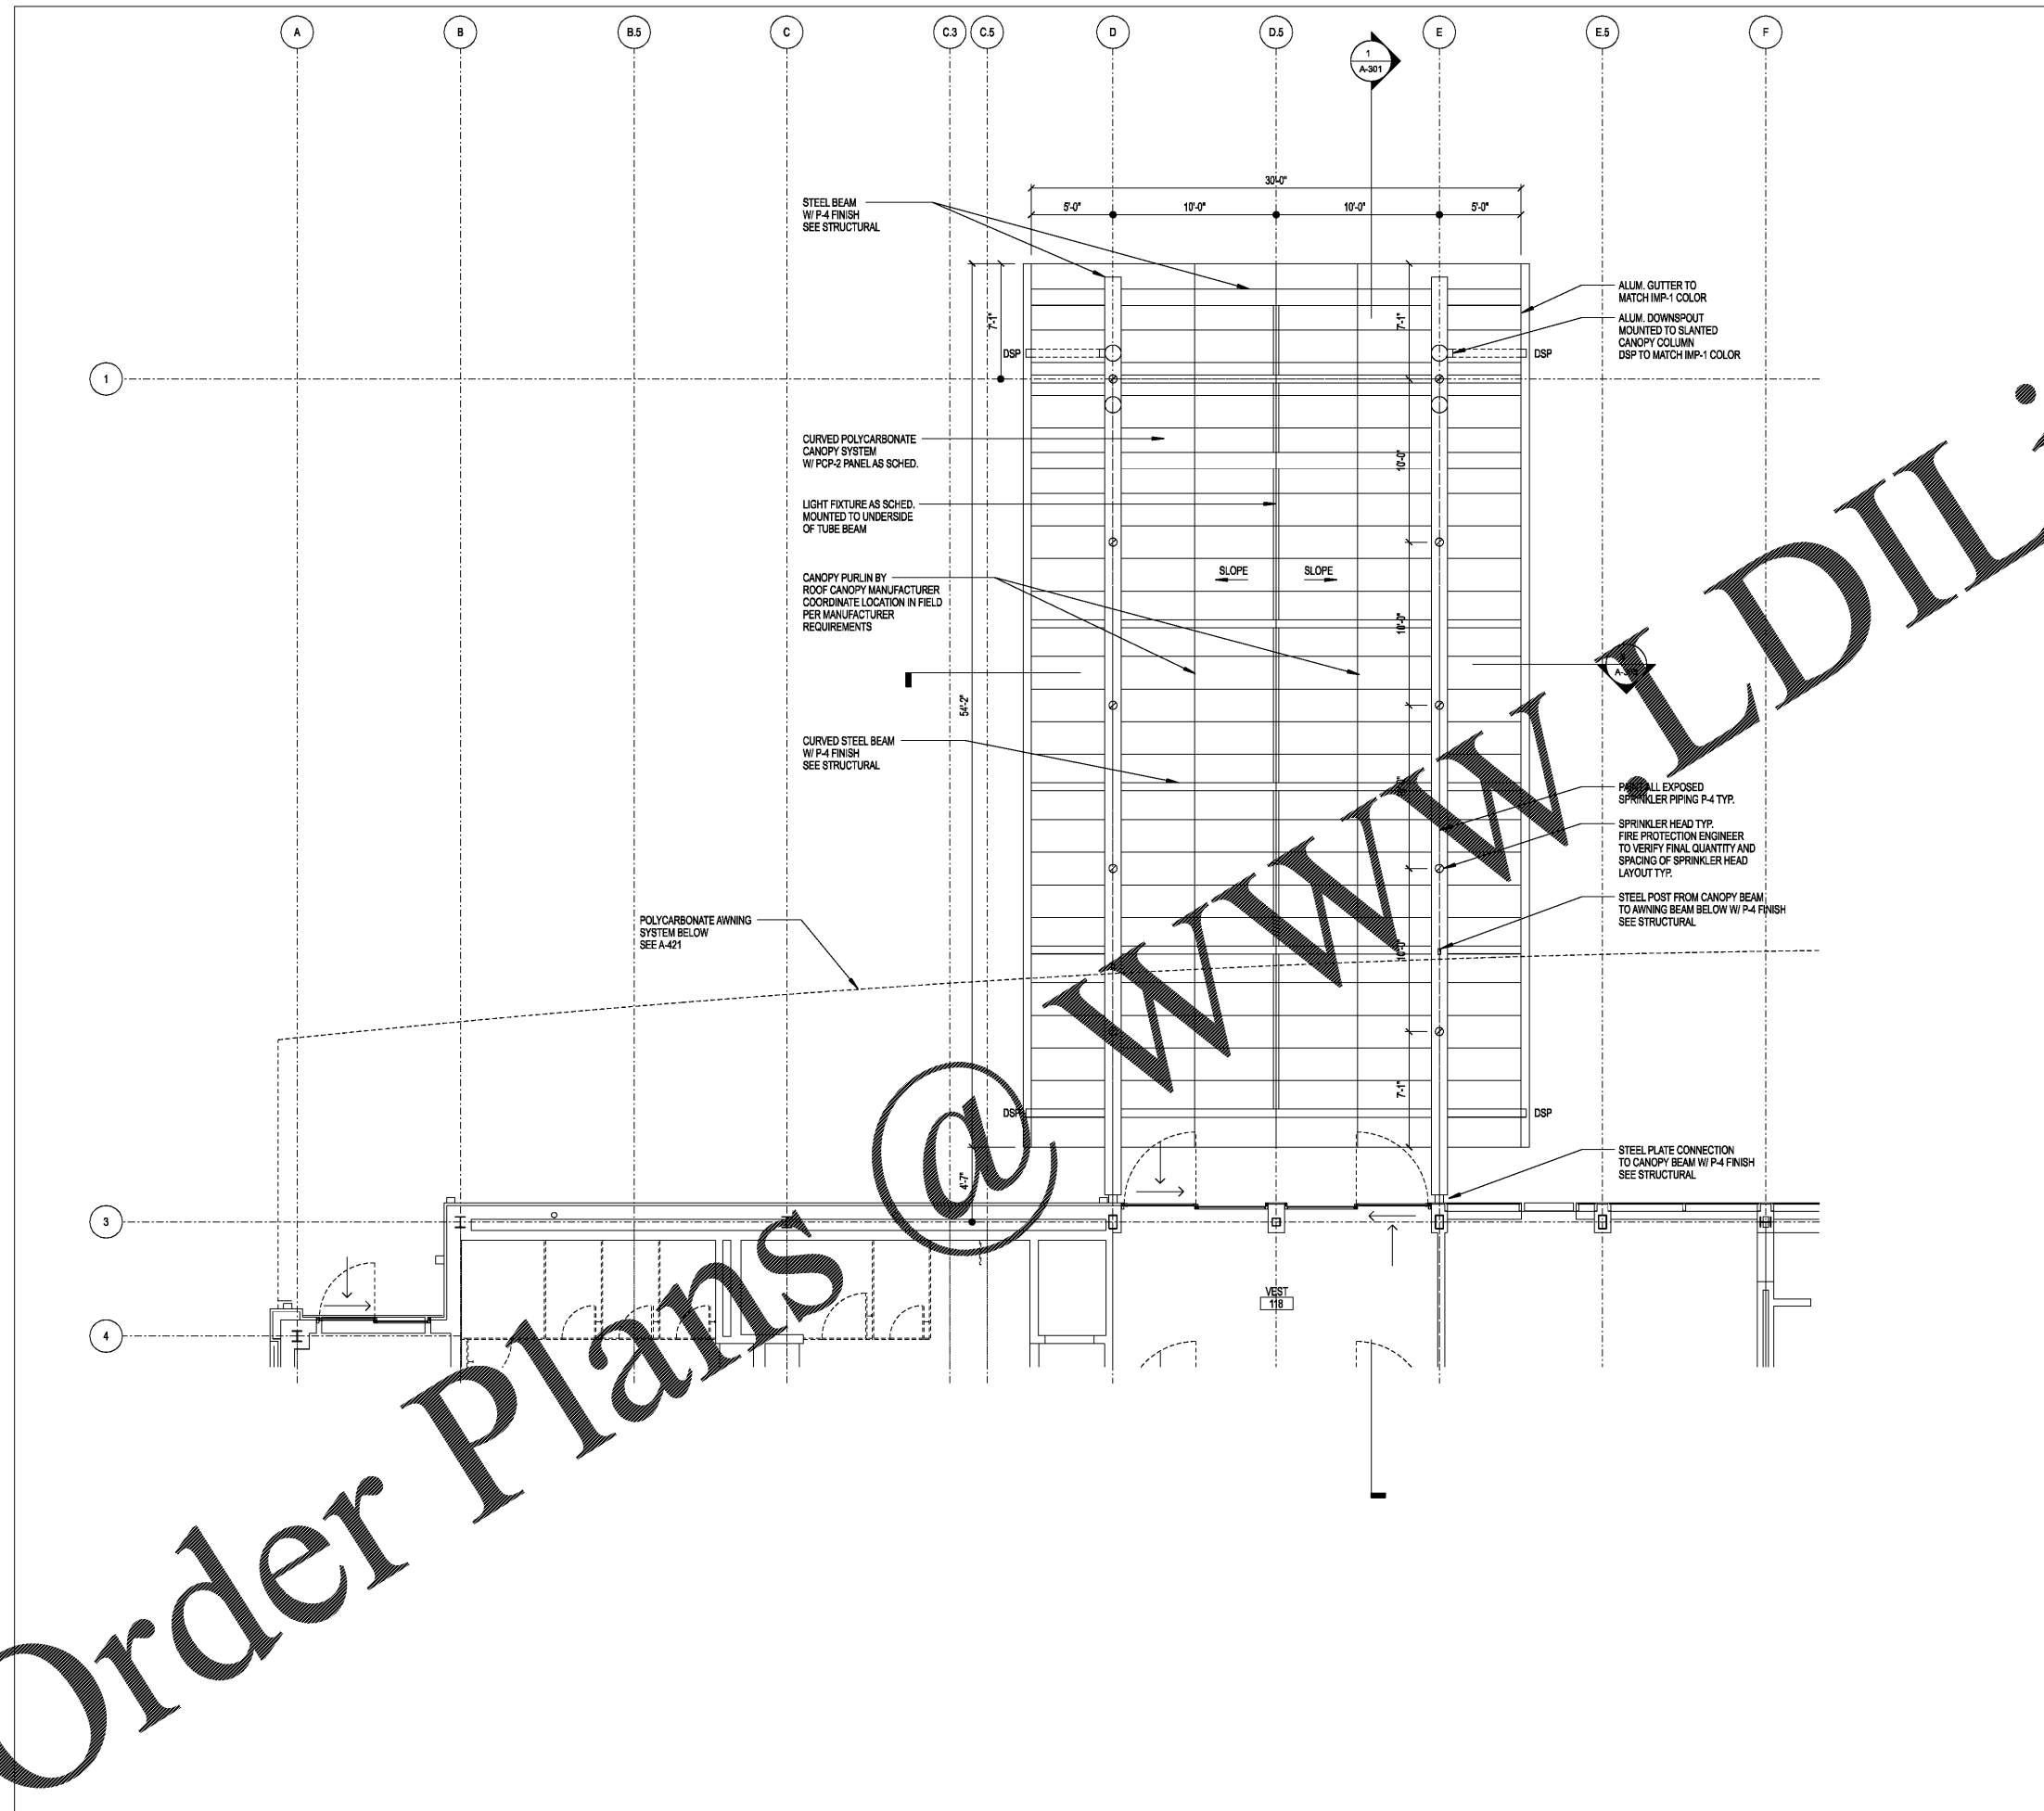 A
B
B.5
C
C.3
C.5
D
D.5
E
E.5
F
1
A-301
30'-0"
5'-0"
10'-0"
10'-0"
5'-0"
STEEL BEAM
W/ P-4 FINISH
SEE STRUCTURAL
ALUM. GUTTER TO
MATCH IMP-1 COLOR
ALUM. DOWNSPOUT
MOUNTED TO SLANTED
CANOPY COLUMN
DSP TO MATCH IMP-1 COLOR
7'-1"
7'-1"
DSP
DSP
1
CURVED POLYCARBONATE
CANOPY SYSTEM
W/ PCP-2 PANEL AS SCHED.
10'-0"
LIGHT FIXTURE AS SCHED.
MOUNTED TO UNDERSIDE
OF TUBE BEAM
SLOPE
SLOPE
CANOPY PURLIN BY
ROOF CANOPY MANUFACTURER
COORDINATE LOCATION IN FIELD
PER MANUFACTURER
REQUIREMENTS
10'-0"
54'-2"
CURVED STEEL BEAM
W/ P-4 FINISH
SEE STRUCTURAL
PAINT ALL EXPOSED
SPRINKLER PIPING P-4 TYP.
SPRINKLER HEAD TYP.
FIRE PROTECTION ENGINEER
TO VERIFY FINAL QUANTITY AND
SPACING OF SPRINKLER HEAD
LAYOUT TYP.
STEEL POST FROM CANOPY BEAM
TO AWNING BEAM BELOW W/ P-4 FINISH
SEE STRUCTURAL
POLYCARBONATE AWNING
SYSTEM BELOW
SEE A-421
10'-0"
7'-1"
DSP
DSP
STEEL PLATE CONNECTION
TO CANOPY BEAM W/ P-4 FINISH
SEE STRUCTURAL
4'-7"
3
VEST
118
4
Order Plans @ www.LDILi